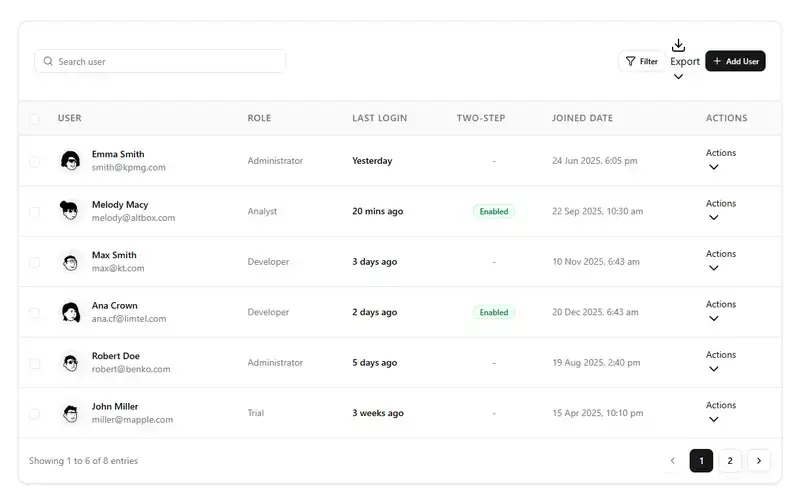 Search user
Filter
Export
Add User
USER ROLE LAST LOGIN TWO-STEP JOINED DATE ACTIONS
Emma Smith
smith@kpmg.com
Administrator Yesterday - 24 Jun 2025, 6:05 pm Actions
Melody Macy
melody@altbox.com
Analyst 20 mins ago Enabled 22 Sep 2025, 10:30 am Actions
Max Smith
max@kt.com
Developer 3 days ago - 10 Nov 2025, 6:43 am Actions
Ana Crown
ana.cf@limtel.com
Developer 2 days ago Enabled 20 Dec 2025, 6:43 am Actions
Robert Doe
robert@benko.com
Administrator 5 days ago - 19 Aug 2025, 2:40 pm Actions
John Miller
miller@mapple.com
Trial 3 weeks ago - 15 Apr 2025, 10:10 pm Actions
Showing 1 to 6 of 8 entries
1 2